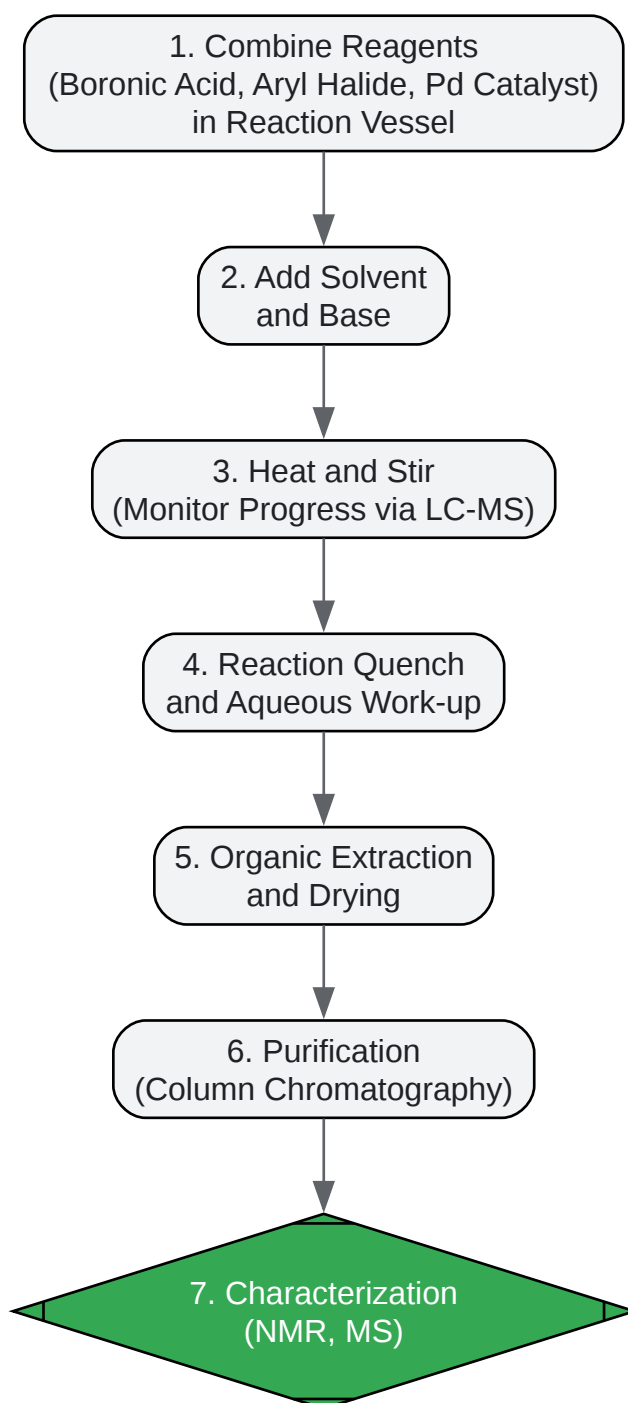 1. Combine Reagents
(Boronic Acid, Aryl Halide, Pd Catalyst)
in Reaction Vessel
2. Add Solvent
and Base
3. Heat and Stir
(Monitor Progress via LC-MS)
4. Reaction Quench
and Aqueous Work-up
5. Organic Extraction
and Drying
6. Purification
(Column Chromatography)
7. Characterization
(NMR, MS)